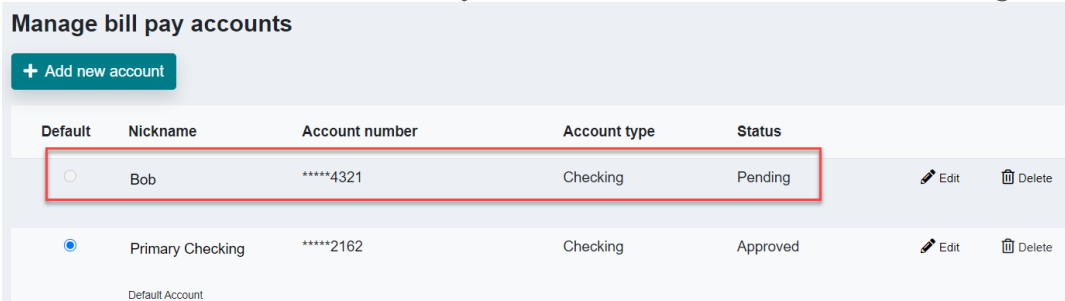 Manage bill pay accounts
+ Add new account
Default Nickname Account number Account type Status
Bob *****4321 Checking Pending Edit Delete
Primary Checking *****2162 Checking Approved Edit Delete
Default Account